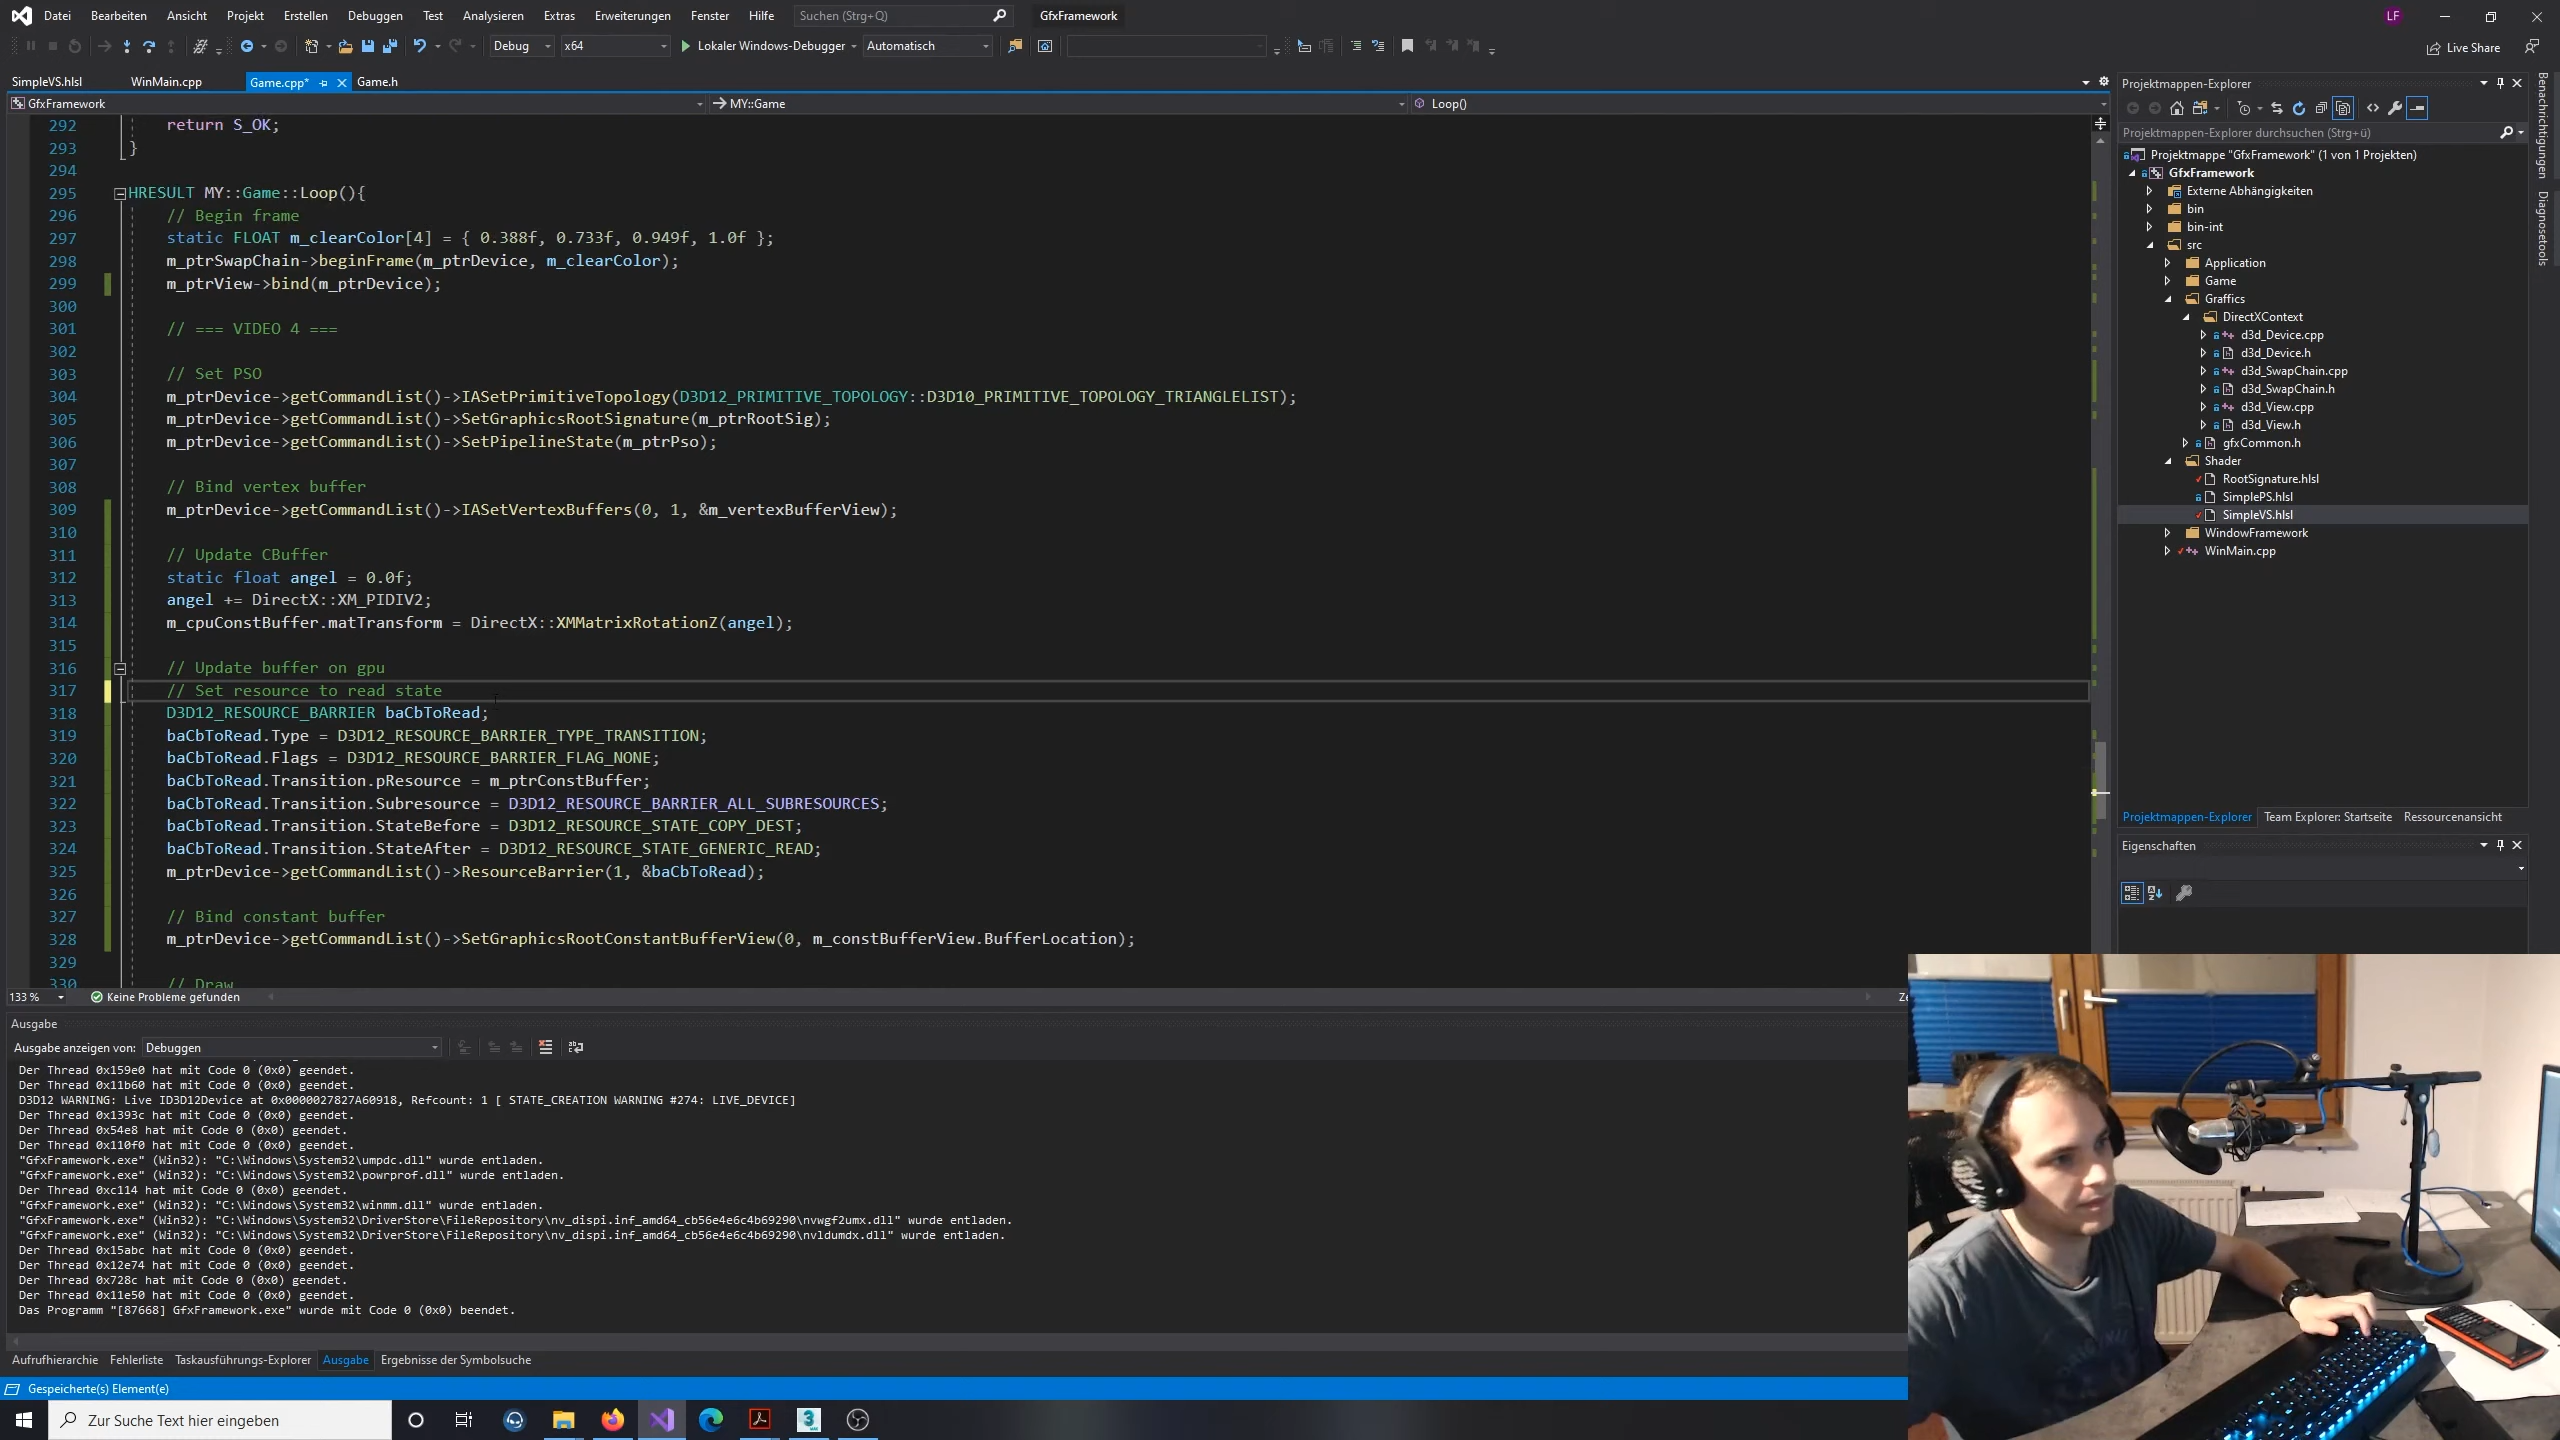 Datei Bearbeiten Ansicht Projekt Erstellen Debuggen Test Analysieren Extras Erweiterungen Fenster Hilfe Suchen (Strg+Q) GfxFramework LF
Debug x64 Lokaler Windows-Debugger Automatisch Live Share
SimpleVS.hlsl WinMain.cpp Game.cpp* Game.h
GfxFramework MY::Game Loop()
292 return S_OK;
293 }
294
295 HRESULT MY::Game::Loop(){
296 // Begin frame
297 static FLOAT m_clearColor[4] = { 0.388f, 0.733f, 0.949f, 1.0f };
298 m_ptrSwapChain->beginFrame(m_ptrDevice, m_clearColor);
299 m_ptrView->bind(m_ptrDevice);
300
301 // === VIDEO 4 ===
302
303 // Set PSO
304 m_ptrDevice->getCommandList()->IASetPrimitiveTopology(D3D12_PRIMITIVE_TOPOLOGY::D3D10_PRIMITIVE_TOPOLOGY_TRIANGLELIST);
305 m_ptrDevice->getCommandList()->SetGraphicsRootSignature(m_ptrRootSig);
306 m_ptrDevice->getCommandList()->SetPipelineState(m_ptrPso);
307
308 // Bind vertex buffer
309 m_ptrDevice->getCommandList()->IASetVertexBuffers(0, 1, &m_vertexBufferView);
310
311 // Update CBuffer
312 static float angel = 0.0f;
313 angel += DirectX::XM_PIDIV2;
314 m_cpuConstBuffer.matTransform = DirectX::XMMatrixRotationZ(angel);
315
316 // Update buffer on gpu
317 // Set resource to read state
318 D3D12_RESOURCE_BARRIER baCbToRead;
319 baCbToRead.Type = D3D12_RESOURCE_BARRIER_TYPE_TRANSITION;
320 baCbToRead.Flags = D3D12_RESOURCE_BARRIER_FLAG_NONE;
321 baCbToRead.Transition.pResource = m_ptrConstBuffer;
322 baCbToRead.Transition.Subresource = D3D12_RESOURCE_BARRIER_ALL_SUBRESOURCES;
323 baCbToRead.Transition.StateBefore = D3D12_RESOURCE_STATE_COPY_DEST;
324 baCbToRead.Transition.StateAfter = D3D12_RESOURCE_STATE_GENERIC_READ;
325 m_ptrDevice->getCommandList()->ResourceBarrier(1, &baCbToRead);
326
327 // Bind constant buffer
328 m_ptrDevice->getCommandList()->SetGraphicsRootConstantBufferView(0, m_constBufferView.BufferLocation);
329
330 // Draw
133 % Keine Probleme gefunden
Ausgabe
Ausgabe anzeigen von: Debuggen
Der Thread 0x159e0 hat mit Code 0 (0x0) geendet.
Der Thread 0x11b60 hat mit Code 0 (0x0) geendet.
D3D12 WARNING: Live ID3D12Device at 0x0000027827A60918, Refcount: 1 [ STATE_CREATION WARNING #274: LIVE_DEVICE]
Der Thread 0x1393c hat mit Code 0 (0x0) geendet.
Der Thread 0x54e8 hat mit Code 0 (0x0) geendet.
Der Thread 0x110f0 hat mit Code 0 (0x0) geendet.
"GfxFramework.exe" (Win32): "C:\Windows\System32\umpdc.dll" wurde entladen.
"GfxFramework.exe" (Win32): "C:\Windows\System32\powrprof.dll" wurde entladen.
Der Thread 0xc114 hat mit Code 0 (0x0) geendet.
"GfxFramework.exe" (Win32): "C:\Windows\System32\winmm.dll" wurde entladen.
"GfxFramework.exe" (Win32): "C:\Windows\System32\DriverStore\FileRepository\nv_dispi.inf_amd64_cb56e4e6c4b69290\nvwgf2umx.dll" wurde entladen.
"GfxFramework.exe" (Win32): "C:\Windows\System32\DriverStore\FileRepository\nv_dispi.inf_amd64_cb56e4e6c4b69290\nvldumdx.dll" wurde entladen.
Der Thread 0x15abc hat mit Code 0 (0x0) geendet.
Der Thread 0x12e74 hat mit Code 0 (0x0) geendet.
Der Thread 0x728c hat mit Code 0 (0x0) geendet.
Der Thread 0x11e50 hat mit Code 0 (0x0) geendet.
Das Programm "[87668] GfxFramework.exe" wurde mit Code 0 (0x0) beendet.
Aufrufhierarchie Fehlerliste Taskausführungs-Explorer Ausgabe Ergebnisse der Symbolsuche
Gespeicherte(s) Element(e)
Zur Suche Text hier eingeben
Projektmappen-Explorer
Projektmappen-Explorer durchsuchen (Strg+ü)
Projektmappe "GfxFramework" (1 von 1 Projekten)
GfxFramework
Externe Abhängigkeiten
bin
bin-int
src
Application
Game
Graffics
DirectXContext
d3d_Device.cpp
d3d_Device.h
d3d_SwapChain.cpp
d3d_SwapChain.h
d3d_View.cpp
d3d_View.h
gfxCommon.h
Shader
RootSignature.hlsl
SimplePS.hlsl
SimpleVS.hlsl
WindowFramework
WinMain.cpp
Projektmappen-Explorer Team Explorer: Startseite Ressourcenansicht
Eigenschaften
Benachrichtigungen
Diagnosetools